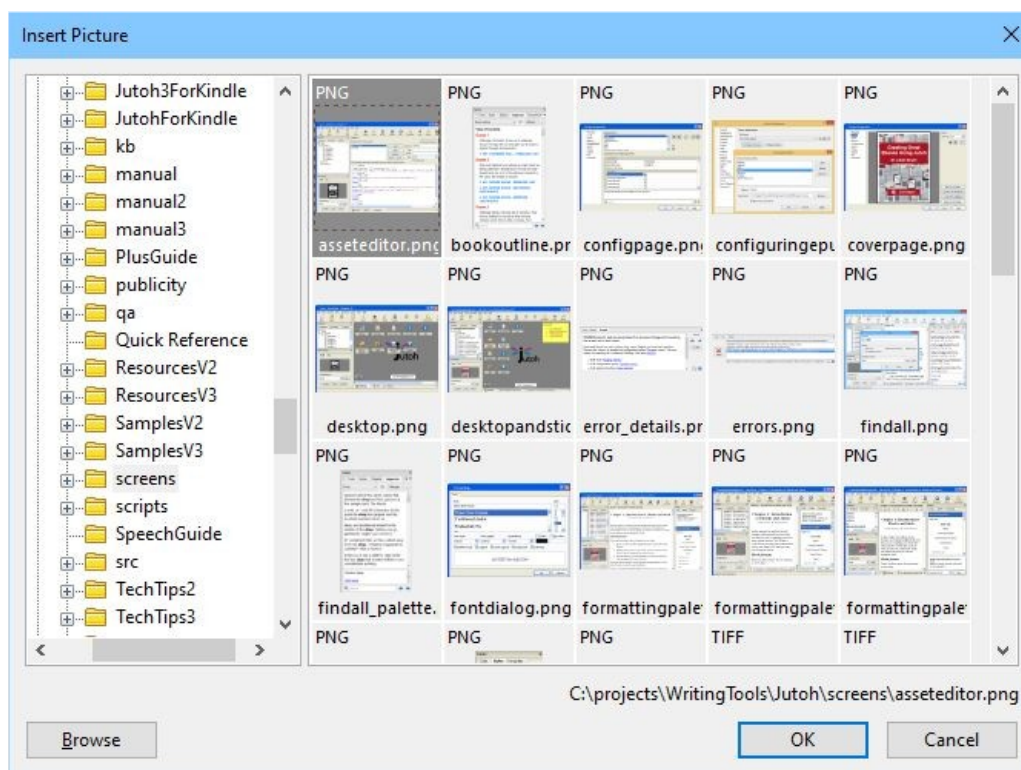 Insert Picture
Jutoh3ForKindle
JutohForKindle
kb
manual
manual2
manual3
PlusGuide
publicity
qa
Quick Reference
ResourcesV2
ResourcesV3
SamplesV2
SamplesV3
screens
scripts
SpeechGuide
src
TechTips2
TechTips3
PNG PNG PNG PNG PNG
asseteditor.png bookoutline.pr configpage.png configuringepu coverpage.png
PNG PNG PNG PNG PNG
desktop.png desktopandstic error_details.pr errors.png findall.png
PNG PNG PNG PNG PNG
findall_palette. fontdialog.png formattingpale formattingpale formattingpale
PNG PNG PNG TIFF TIFF
C:\projects\WritingTools\Jutoh\screens\asseteditor.png
Browse OK Cancel